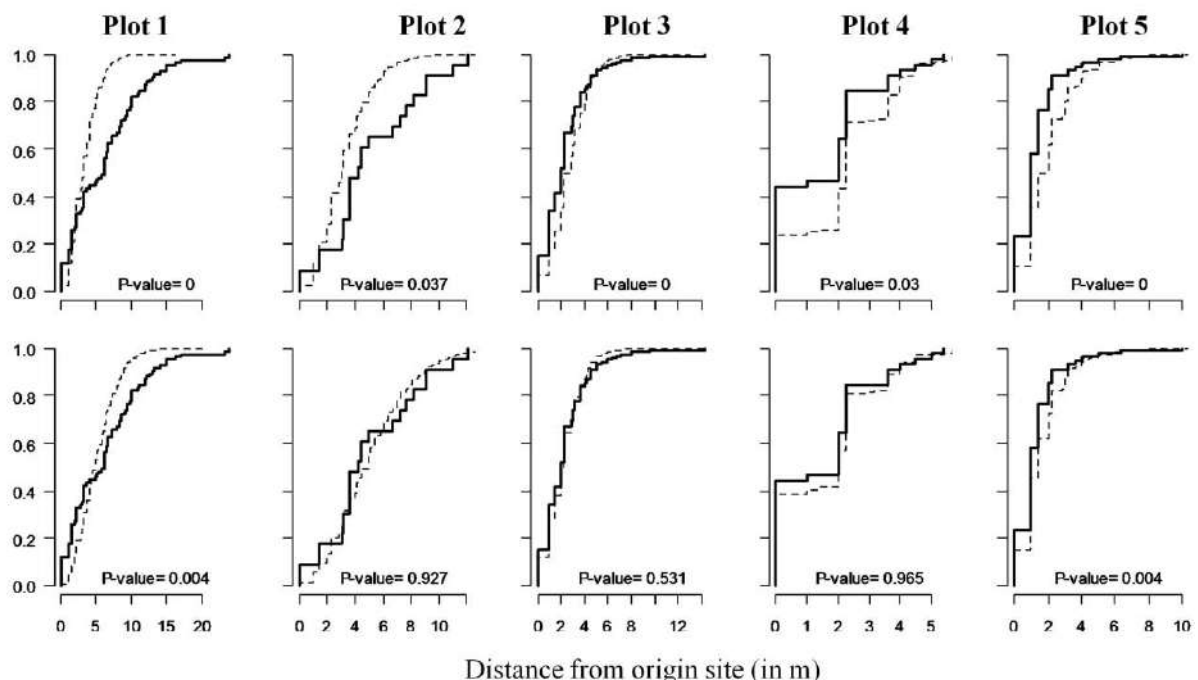 Plot 1 Plot 2 Plot 3 Plot 4 Plot 5
1.0
0.8
0.6
0.4
0.2
0.0
P-value= 0 P-value= 0.037 P-value= 0 P-value= 0.03 P-value= 0
1.0
0.8
0.6
0.4
0.2
0.0
P-value= 0.004 P-value= 0.927 P-value= 0.531 P-value= 0.965 P-value= 0.004
0 5 10 20 0 2 4 6 10 0 2 4 6 8 12 0 1 2 3 4 5 0 2 4 6 8 10
Distance from origin site (in m)